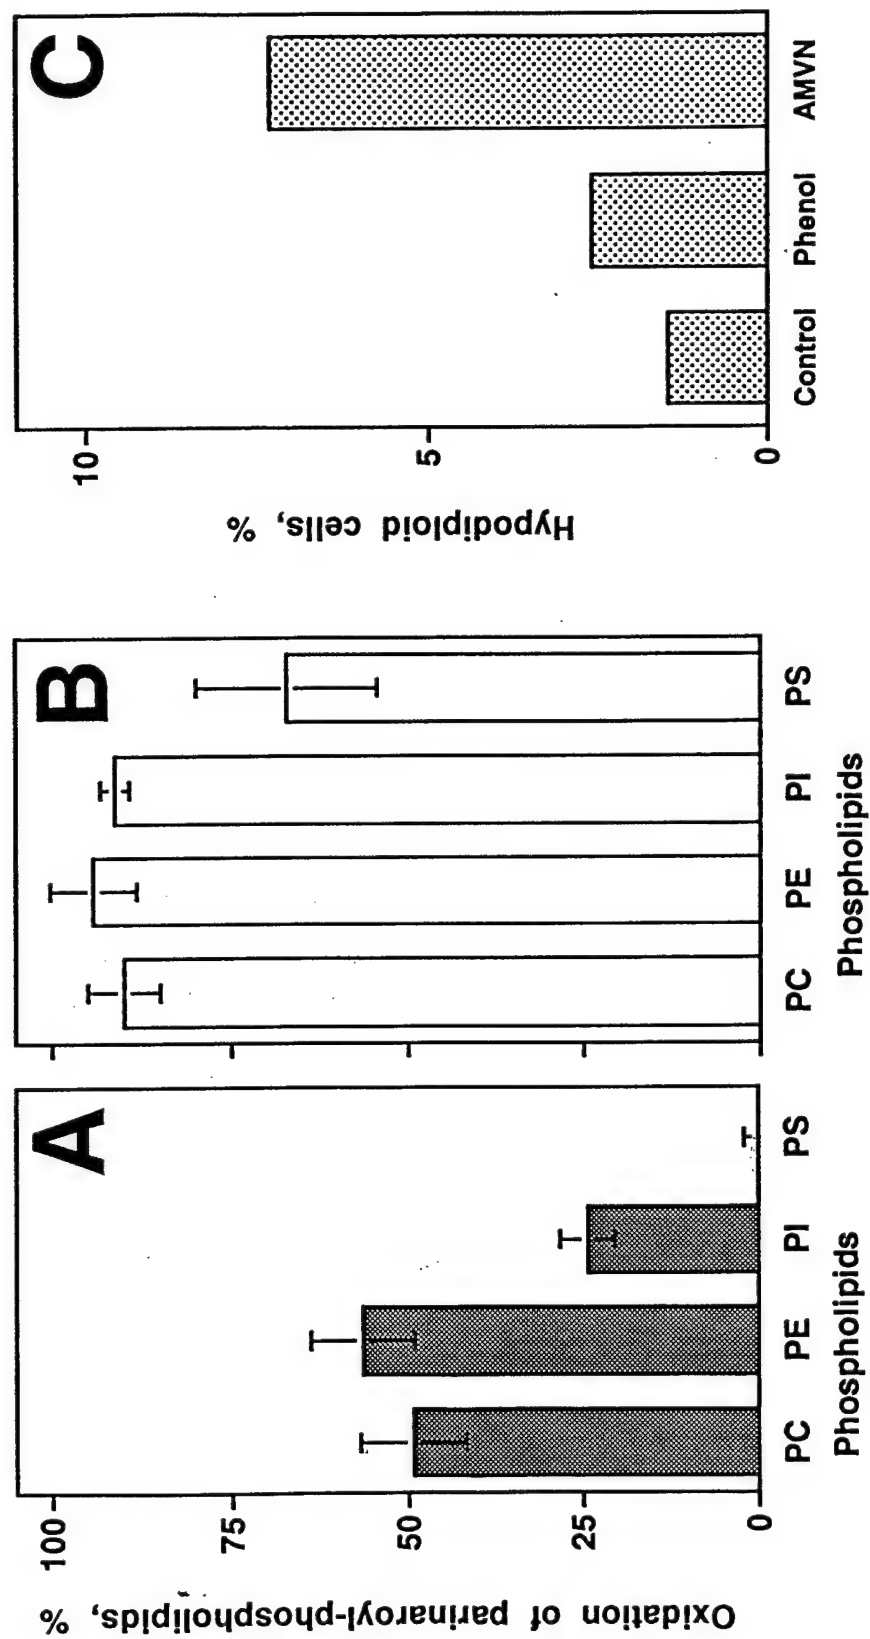 A
Oxidation of parinaroyl-phospholipids, %
100
75
50
25
0
PC PE PI PS
Phospholipids
B
PC PE PI PS
Phospholipids
C
Hypodiploid cells, %
10
5
0
Control Phenol AMVN